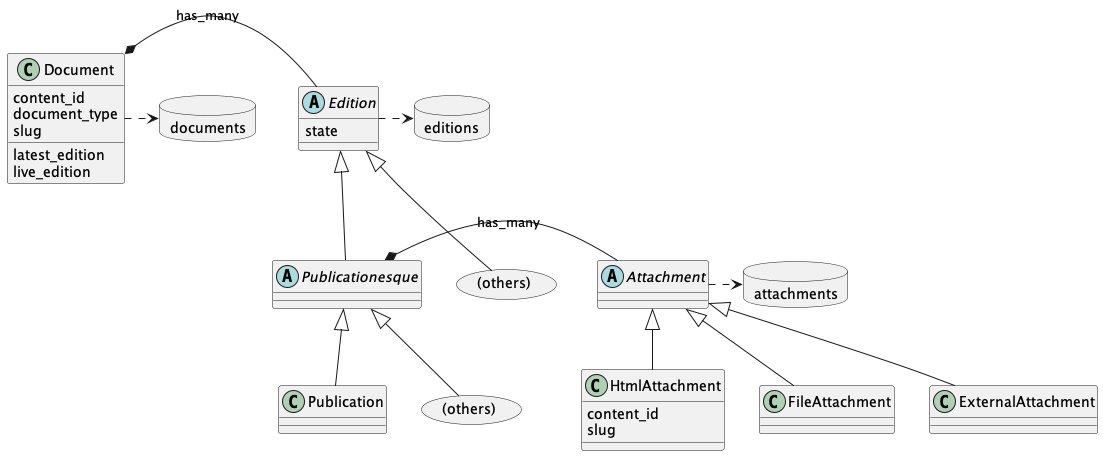 has_many
C Document
content_id
document_type
slug
latest_edition
live_edition
documents
A Edition
state
editions
has_many
A Publicationesque
(others)
A Attachment
attachments
C Publication
(others)
C HtmlAttachment
content_id
slug
C FileAttachment
C ExternalAttachment